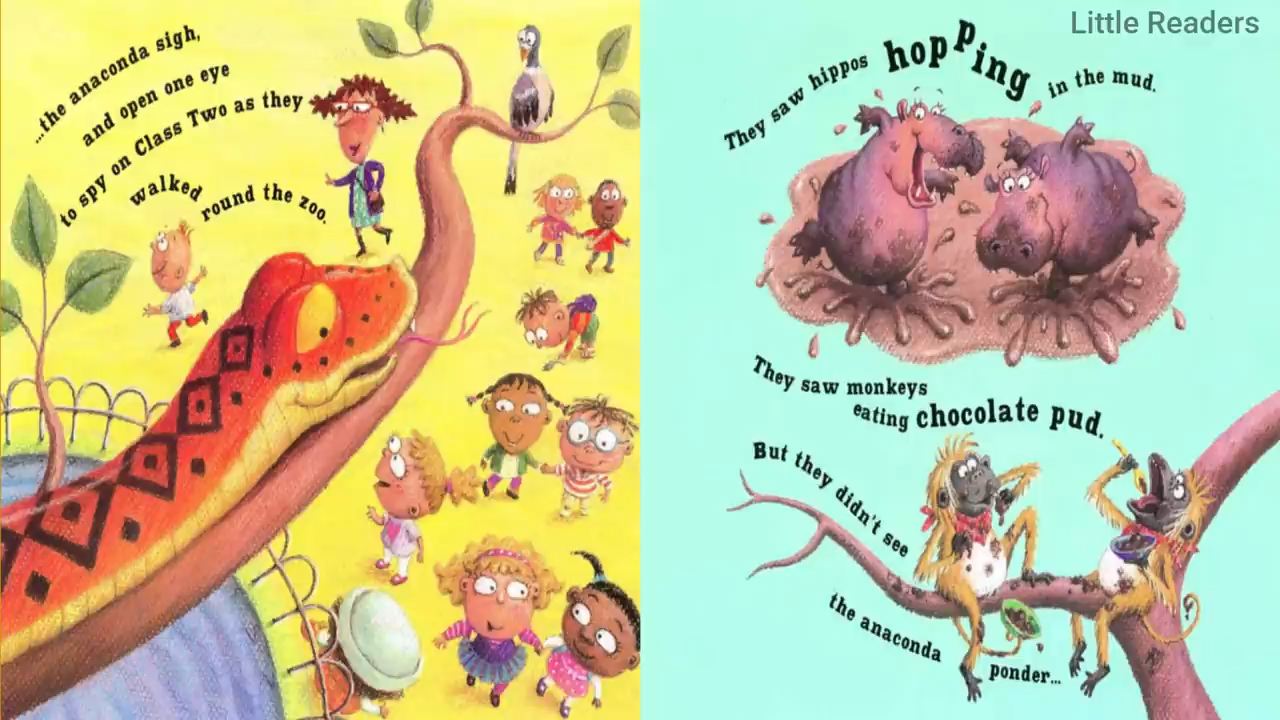 ...the anaconda sigh,
and open one eye
to spy on Class Two as they
walked round the zoo.
Little Readers
They saw hippos hopping in the mud.
They saw monkeys
eating chocolate pud.
But they didn't see
the anaconda
ponder...